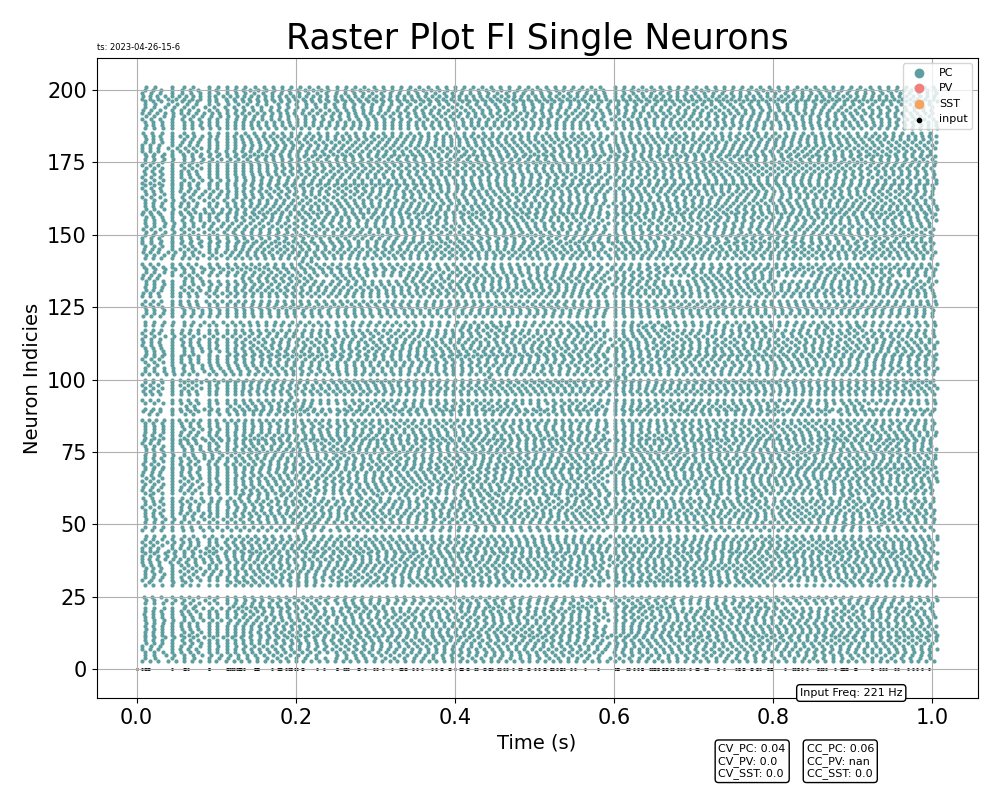 Raster Plot FI Single Neurons
ts: 2023-04-26-15-6
PC
PV
SST
input
200
175
150
125
100
75
50
25
0
Neuron Indicies
0.0 0.2 0.4 0.6 0.8 1.0
Time (s)
Input Freq: 221 Hz
CV_PC: 0.04
CV_PV: 0.0
CV_SST: 0.0
CC_PC: 0.06
CC_PV: nan
CC_SST: 0.0